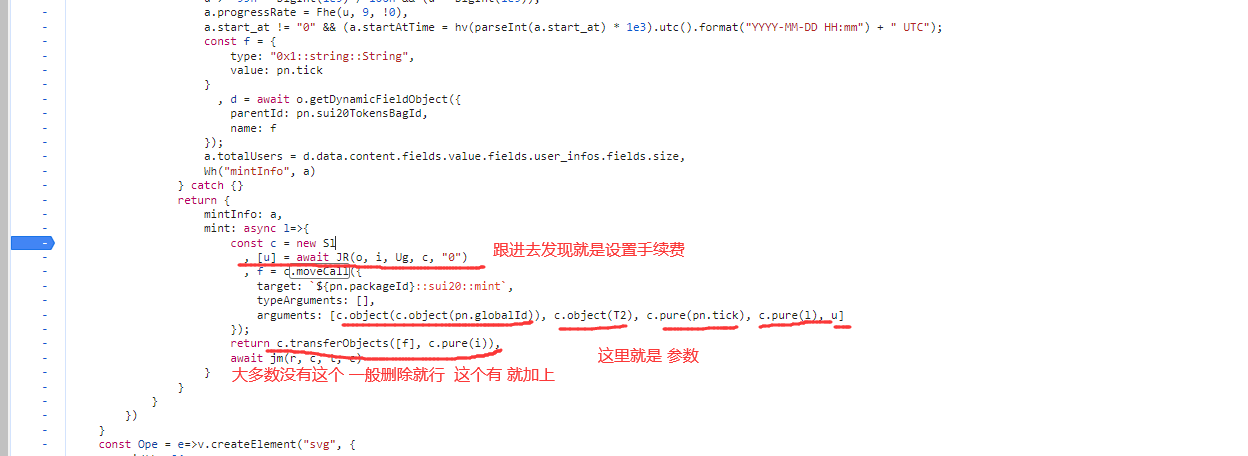 a.progressRate = Fhe(u, 9, !0),
a.start_at != "0" && (a.startAtTime = hv(parseInt(a.start_at) * 1e3).utc().format("YYYY-MM-DD HH:mm") + " UTC");
const f = {
type: "0x1::string::String",
value: pn.tick
}
, d = await o.getDynamicFieldObject({
parentId: pn.sui20TokensBagId,
name: f
});
a.totalUsers = d.data.content.fields.value.fields.user_infos.fields.size,
Wh("mintInfo", a)
} catch {}
return {
mintInfo: a,
mint: async l=>{
const c = new Sl
, [u] = await JR(o, i, Ug, c, "0")
跟进去发现就是设置手续费
, f = c.moveCall({
target: `${pn.packageId}::sui20::mint`,
typeArguments: [],
arguments: [c.object(c.object(pn.globalId)), c.object(T2), c.pure(pn.tick), c.pure(l), u]
});
return c.transferObjects([f], c.pure(i)),
这里就是 参数
await jm(r, c, t, e)
}
大多数没有这个 一般删除就行 这个有 就加上
}
}
})
}
const Ope = e=>v.createElement("svg", {